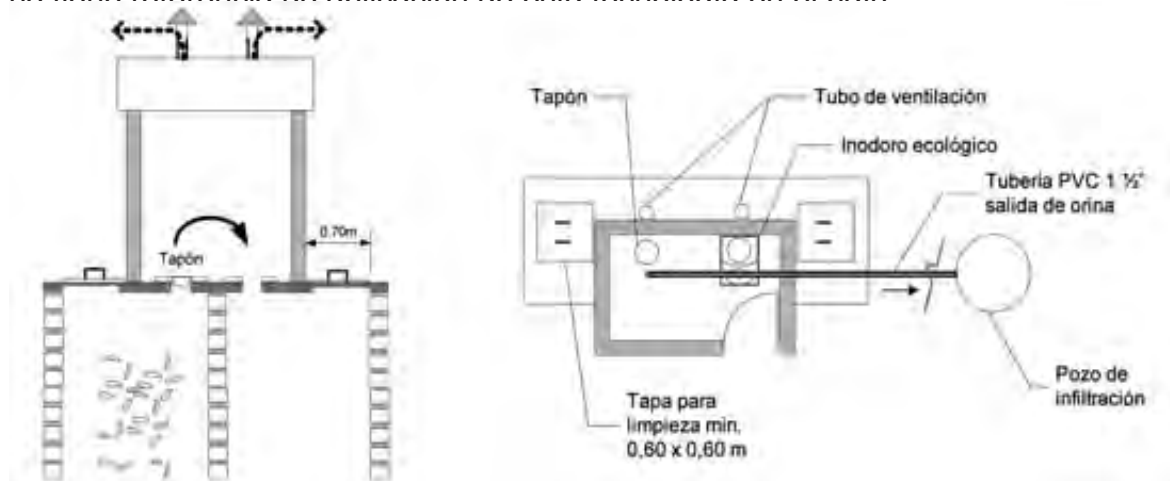 0.70m
Tapón
Tapón
Tubo de ventilación
Inodoro ecológico
Tubería PVC 1 ½"
salida de orina
Pozo de
infiltración
Tapa para
limpieza min.
0,60 x 0,60 m